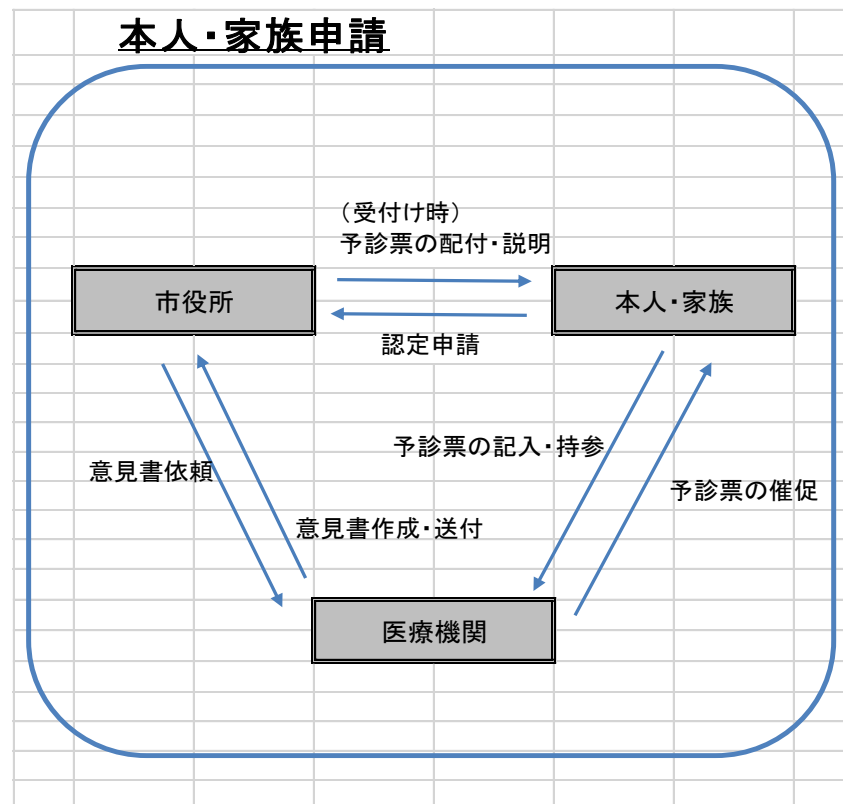 本人・家族申請
（受付け時）
予診票の配付・説明
市役所
本人・家族
認定申請
予診票の記入・持参
意見書依頼
予診票の催促
意見書作成・送付
医療機関